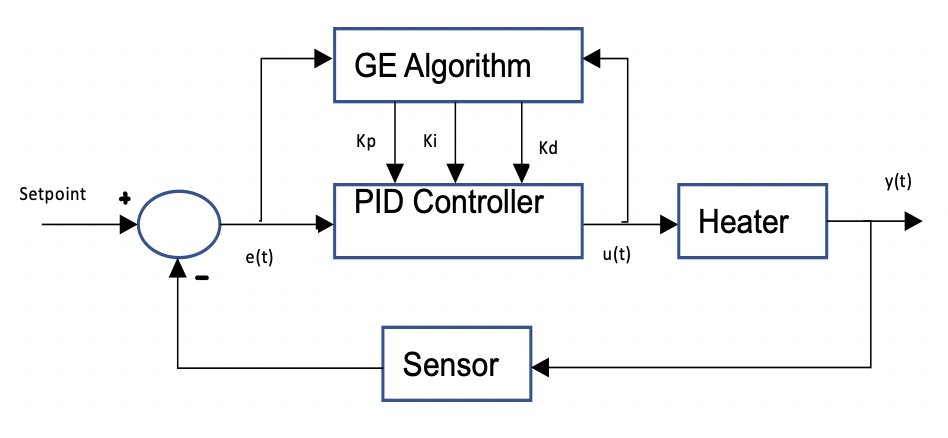 GE Algorithm
Kp
Ki
Kd
Setpoint
+
PID Controller
Heater
y(t)
e(t)
u(t)
−
Sensor